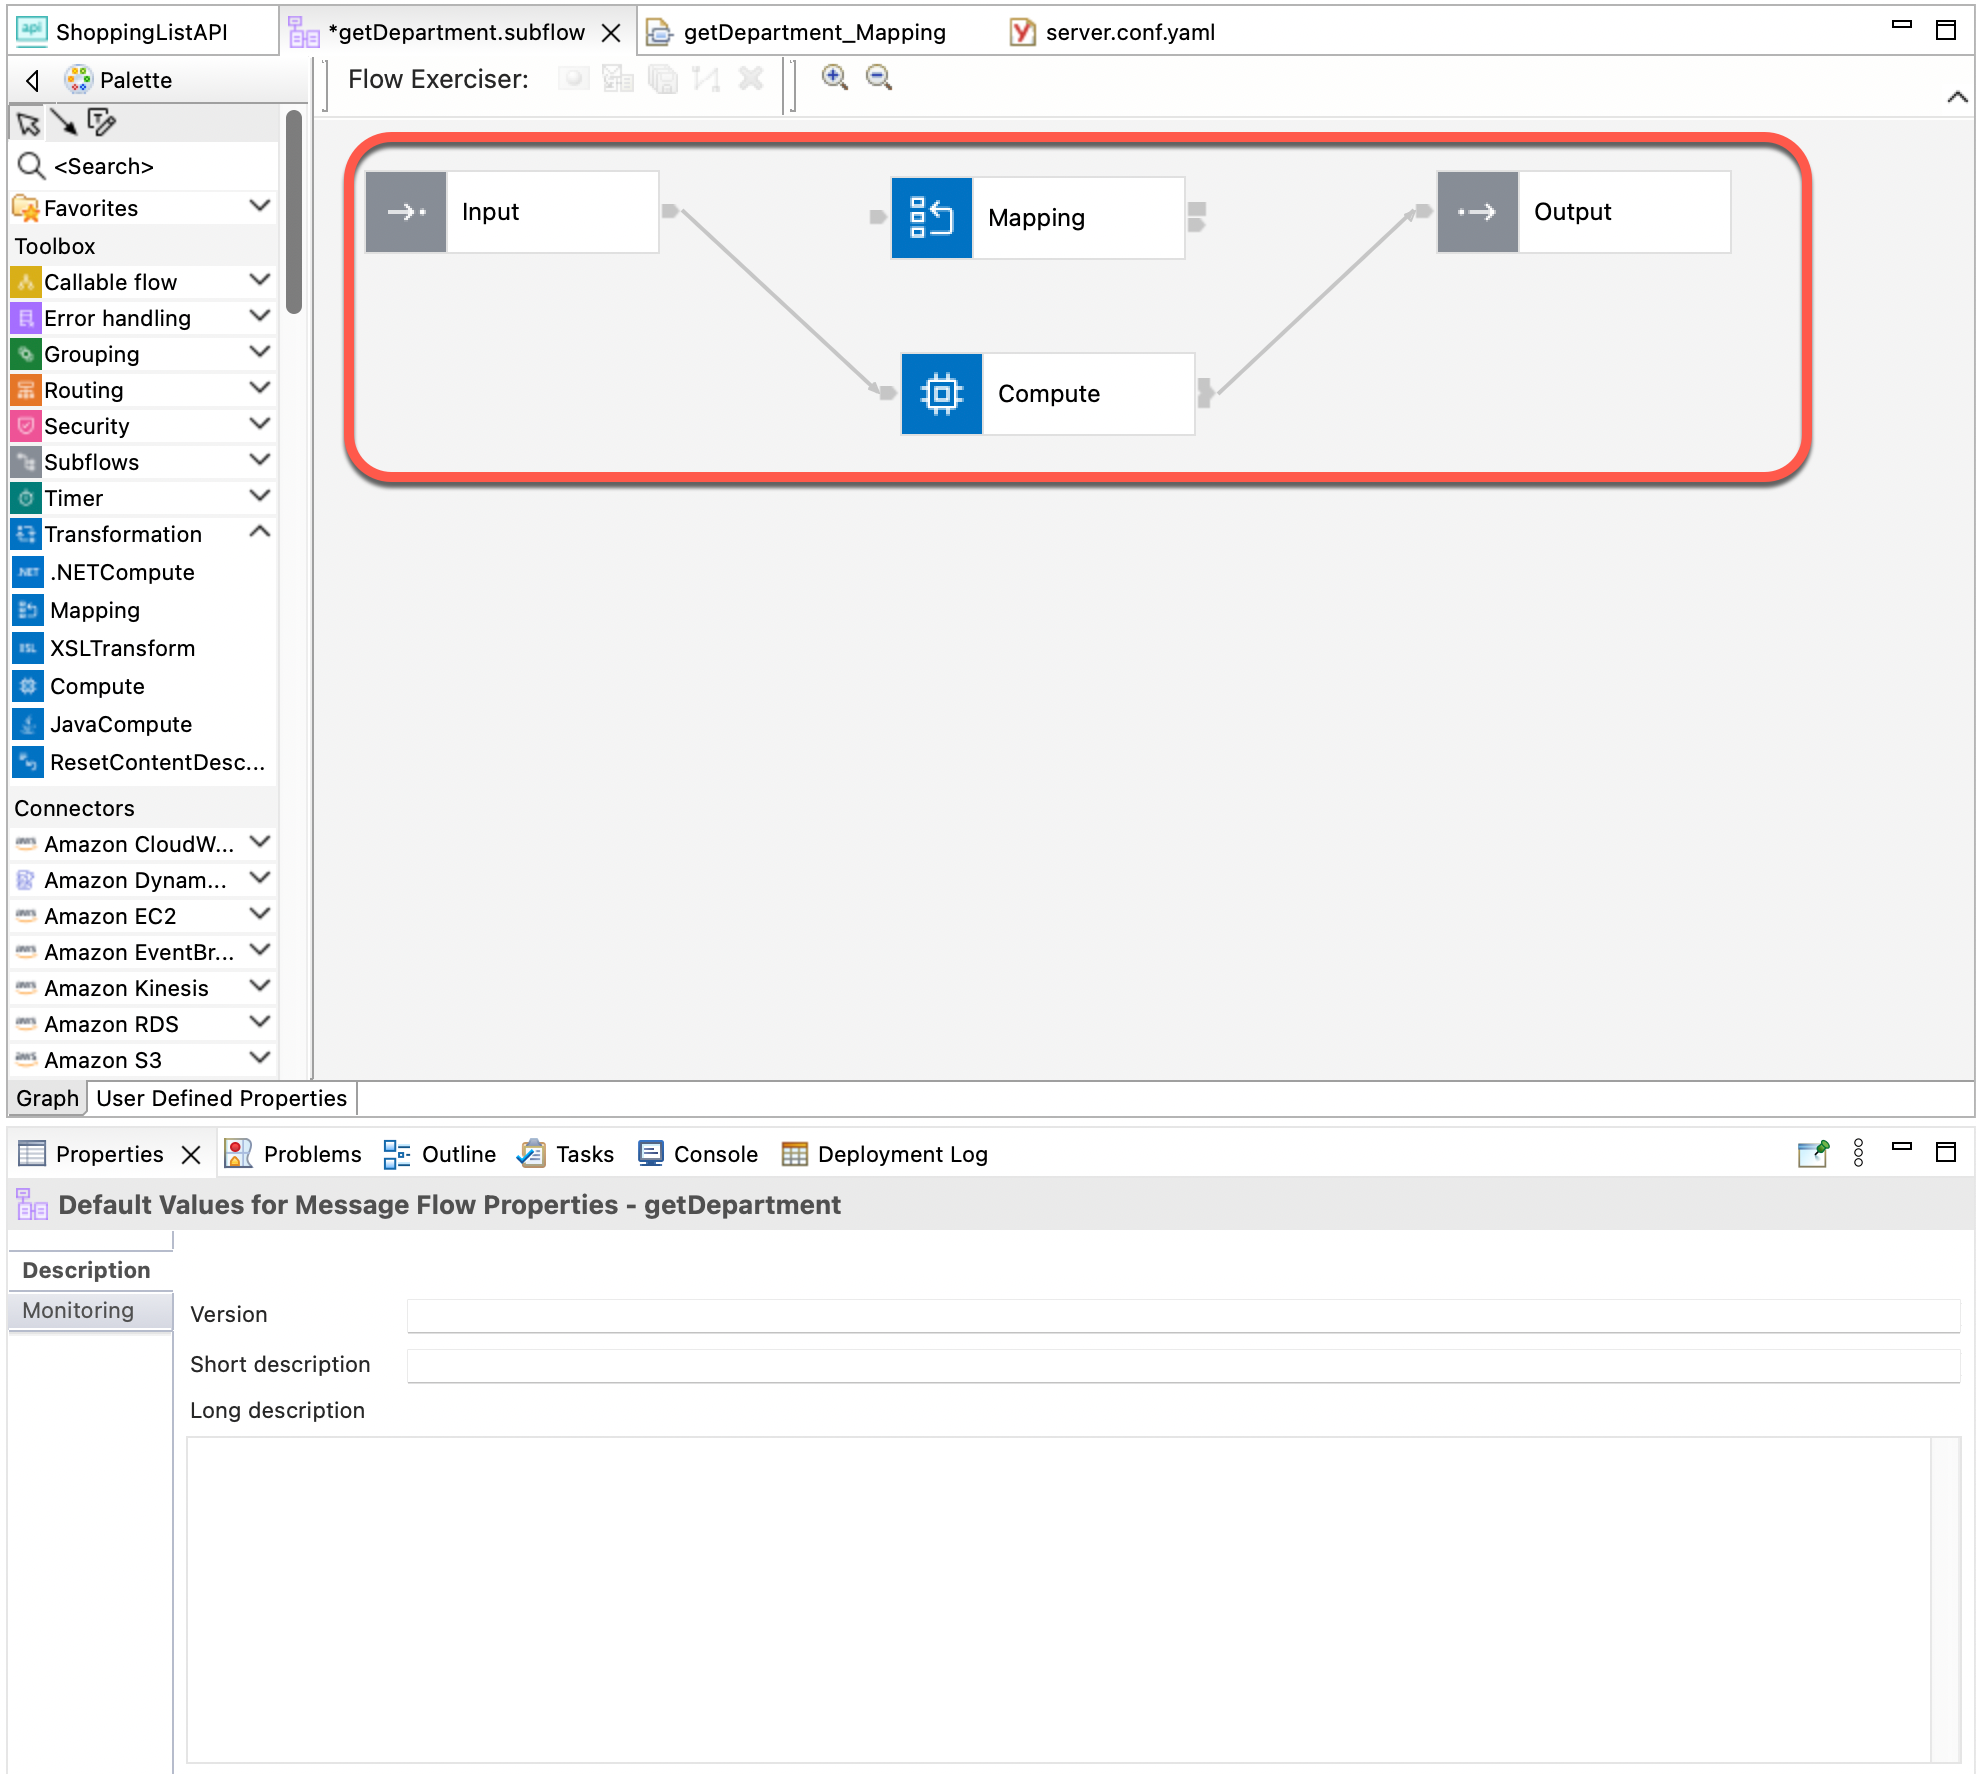 ShoppingListAPI
*getDepartment.subflow
getDepartment_Mapping
server.conf.yaml
Palette
Flow Exerciser:
<Search>
Favorites
Toolbox
Callable flow
Error handling
Grouping
Routing
Security
Subflows
Timer
Transformation
.NETCompute
Mapping
XSLTransform
Compute
JavaCompute
ResetContentDesc...
Connectors
Amazon CloudW...
Amazon Dynam...
Amazon EC2
Amazon EventBr...
Amazon Kinesis
Amazon RDS
Amazon S3
Input
Mapping
Output
Compute
Graph
User Defined Properties
Properties
Problems
Outline
Tasks
Console
Deployment Log
Default Values for Message Flow Properties - getDepartment
Description
Monitoring
Version
Short description
Long description